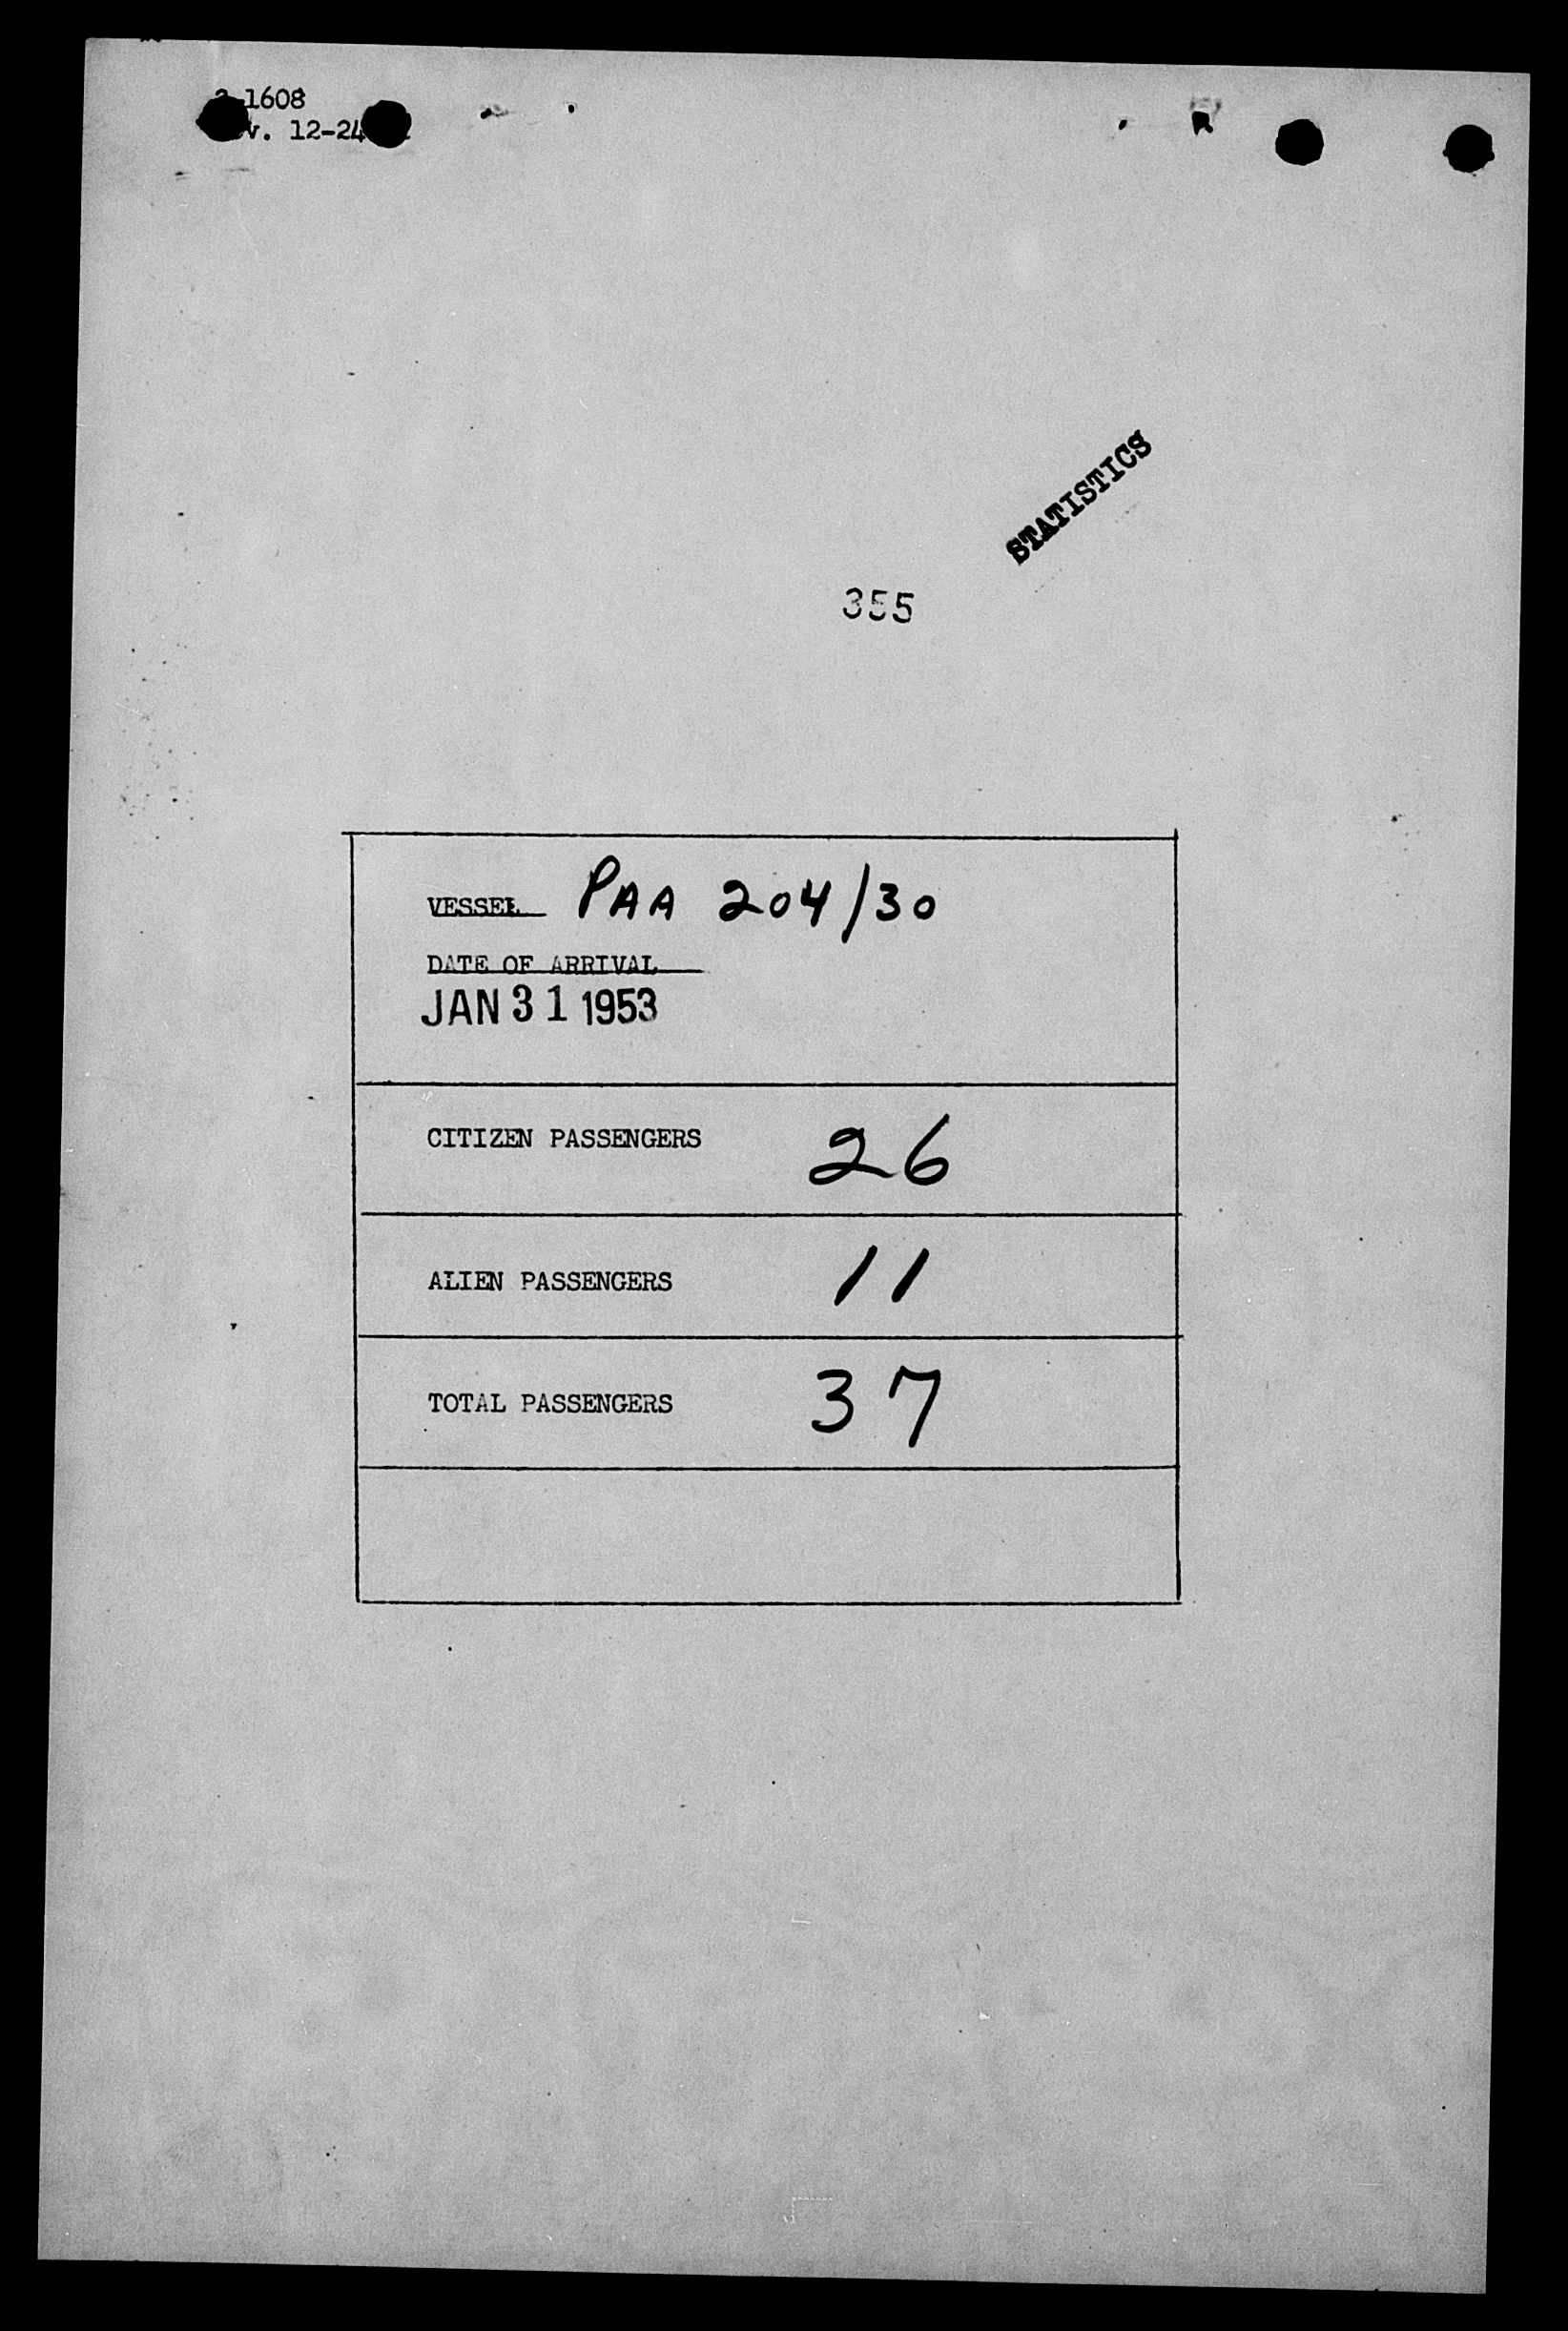 1608
12-24
STATISTICS
355
VESSEL PAA 204/30
DATE OF ARRIVAL
JAN 31 1953
CITIZEN PASSENGERS 26
ALIEN PASSENGERS 11
TOTAL PASSENGERS 37